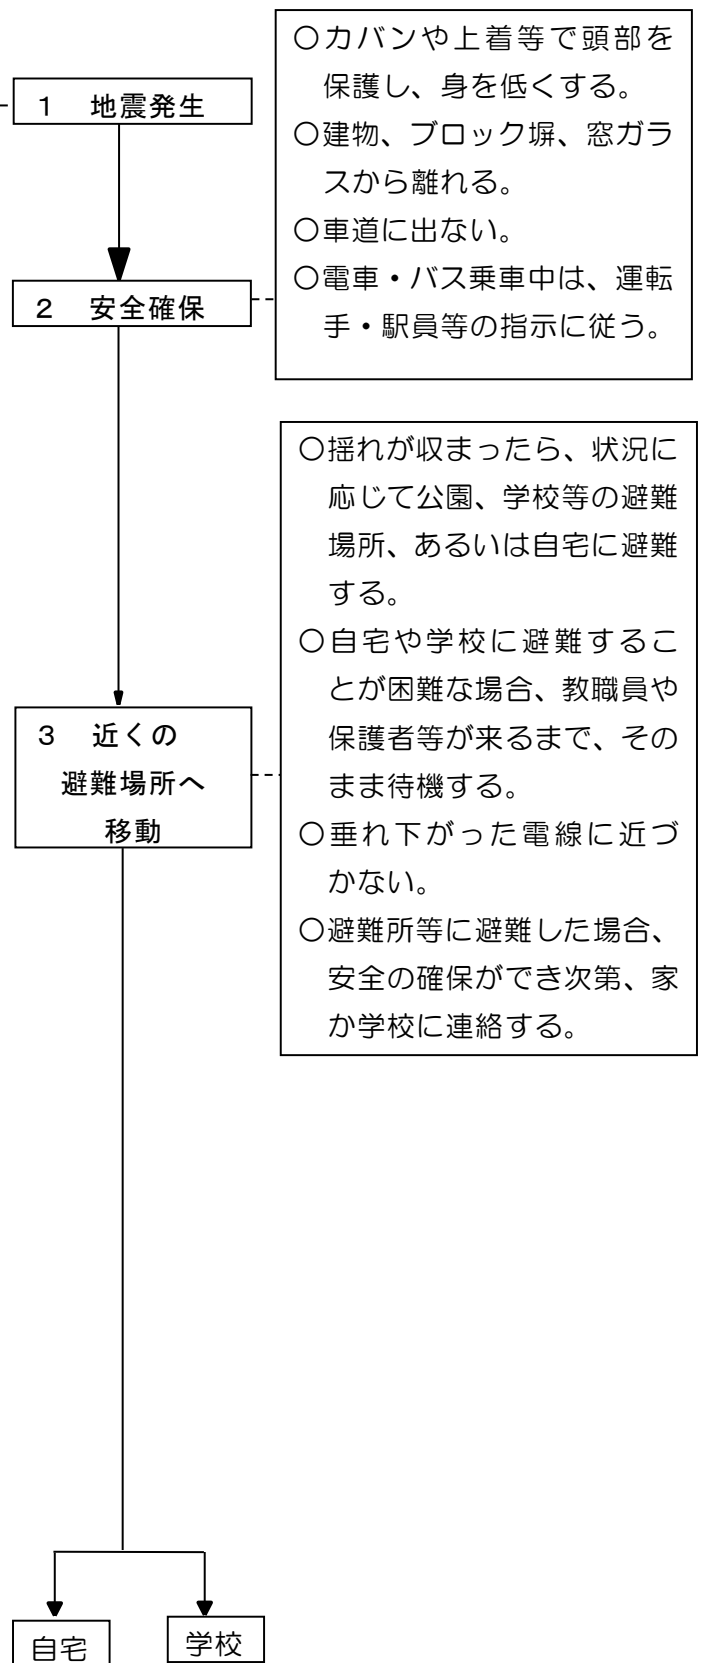 1　地震発生
〇カバンや上着等で頭部を
保護し、身を低くする。
〇建物、ブロック塀、窓ガラ
スから離れる。
〇車道に出ない。
〇電車・バス乗車中は、運転
手・駅員等の指示に従う。
2　安全確保
〇揺れが収まったら、状況に
応じて公園、学校等の避難
場所、あるいは自宅に避難
する。
〇自宅や学校に避難するこ
とが困難な場合、教職員や
保護者等が来るまで、その
まま待機する。
〇垂れ下がった電線に近づ
かない。
〇避難所等に避難した場合、
安全の確保ができ次第、家
か学校に連絡する。
3　近くの
避難場所へ
移動
自宅
学校